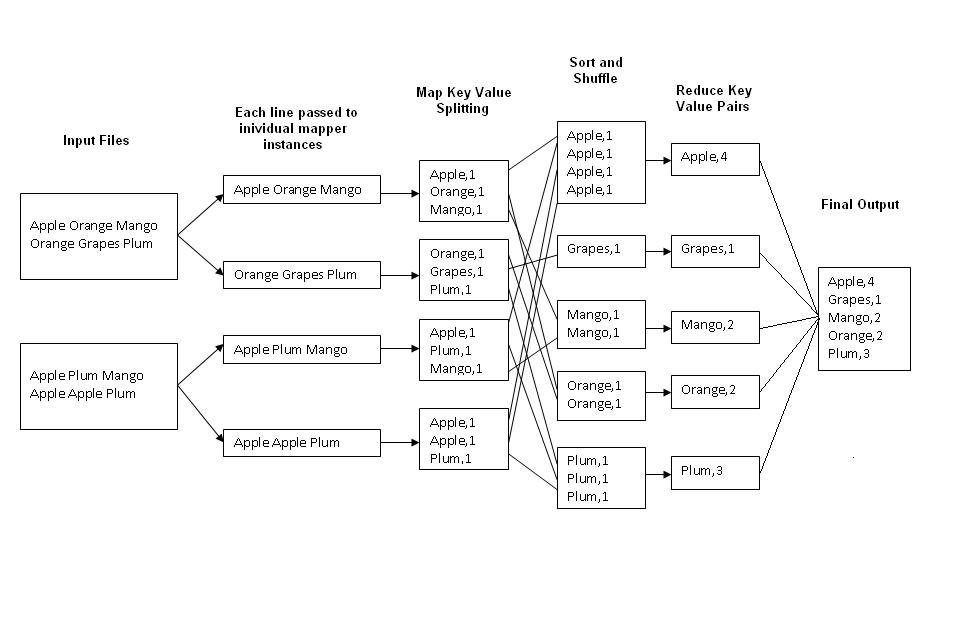 Input Files
Apple Orange Mango
Orange Grapes Plum
Apple Plum Mango
Apple Apple Plum
Each line passed to
inividual mapper
instances
Apple Orange Mango
Orange Grapes Plum
Apple Plum Mango
Apple Apple Plum
Map Key Value
Splitting
Apple,1
Orange,1
Mango,1
Orange,1
Grapes,1
Plum,1
Apple,1
Plum,1
Mango,1
Apple,1
Apple,1
Plum,1
Sort and
Shuffle
Apple,1
Apple,1
Apple,1
Apple,1
Grapes,1
Mango,1
Mango,1
Orange,1
Orange,1
Plum,1
Plum,1
Plum,1
Reduce Key
Value Pairs
Apple,4
Grapes,1
Mango,2
Orange,2
Plum,3
Final Output
Apple,4
Grapes,1
Mango,2
Orange,2
Plum,3